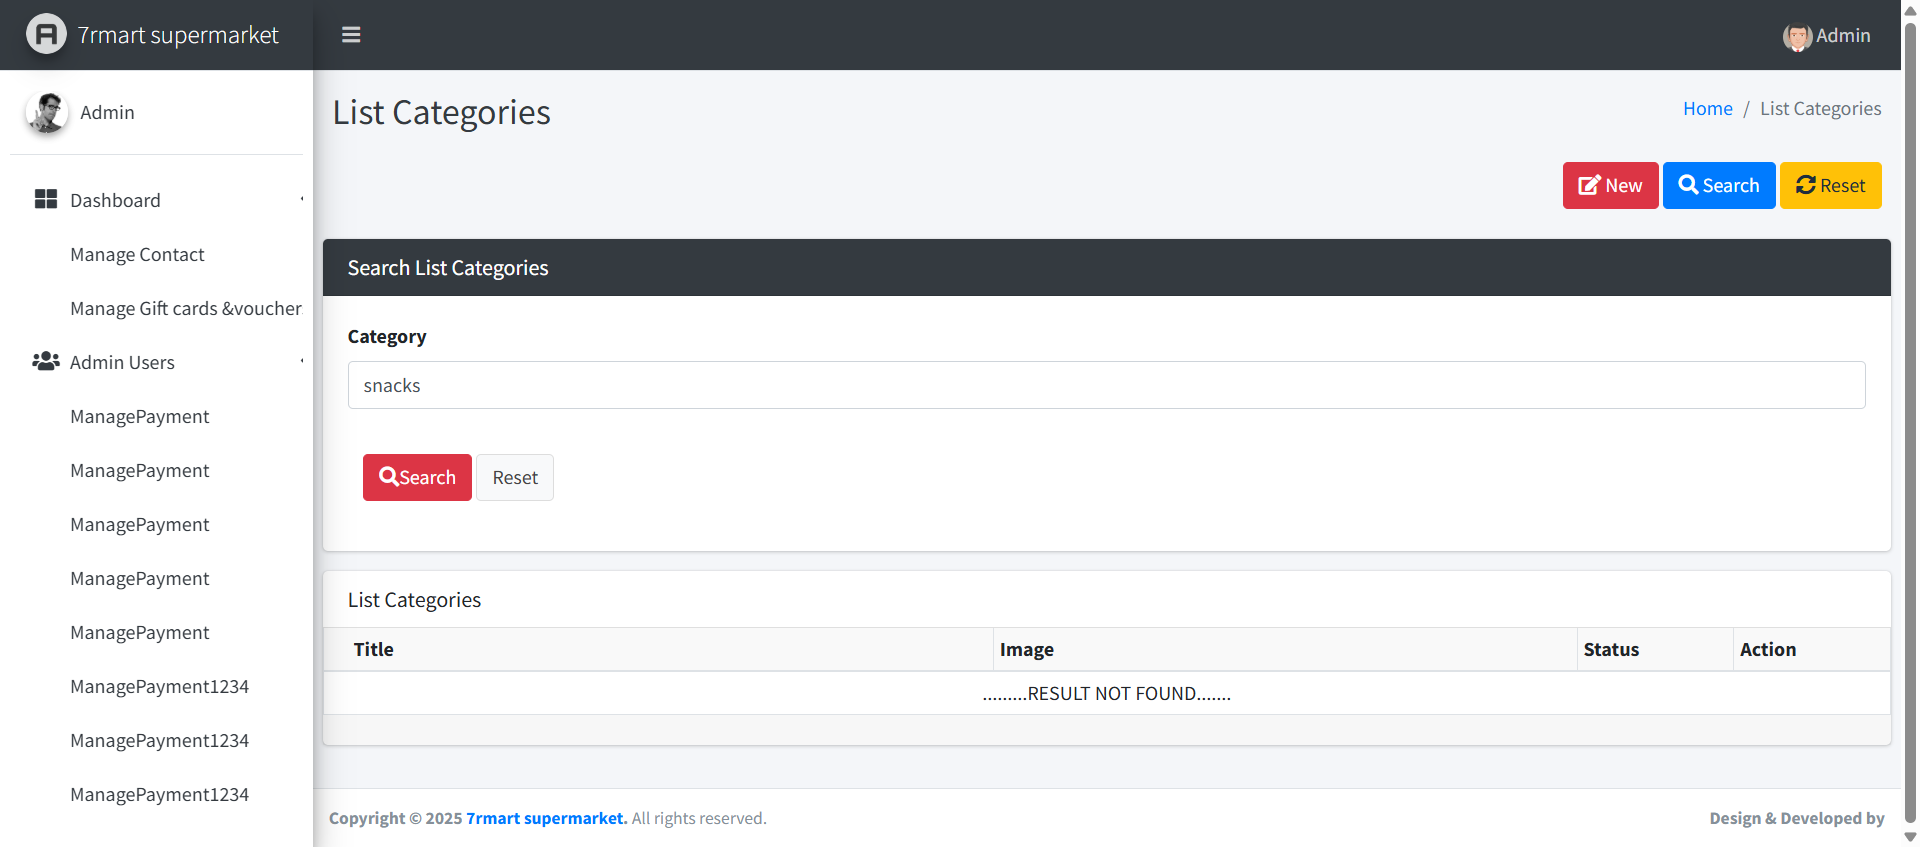 7rmart supermarket
Admin
Admin
Dashboard
Manage Contact
Manage Gift cards &voucher
Admin Users
ManagePayment
ManagePayment
ManagePayment
ManagePayment
ManagePayment
ManagePayment1234
ManagePayment1234
ManagePayment1234
List Categories
Home / List Categories
New Search Reset
Search List Categories
Category
snacks
Search Reset
List Categories
Title Image Status Action
.........RESULT NOT FOUND.......
Copyright © 2025 7rmart supermarket. All rights reserved.
Design & Developed by